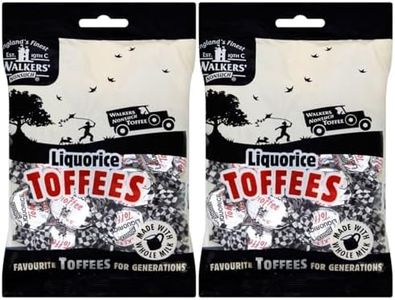 England's finest
EST. 19TH C
WALKERS'
NONSUCH
WALKERS
NONSUCH
TOFFEE
Liquorice
TOFFEES
MADE WITH
WHOLE MILK
FAVOURITE TOFFEES FOR GENERATIONS
England's finest
EST. 19TH C
WALKERS'
NONSUCH
WALKERS
NONSUCH
TOFFEE
Liquorice
TOFFEES
MADE WITH
WHOLE MILK
FAVOURITE TOFFEES FOR GENERATIONS